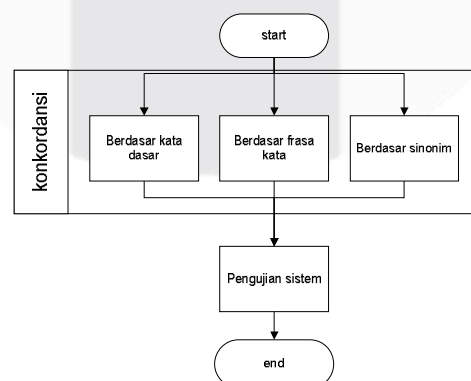 start
konkordansi
Berdasar kata
dasar
Berdasar frasa
kata
Berdasar sinonim
Pengujian sistem
end